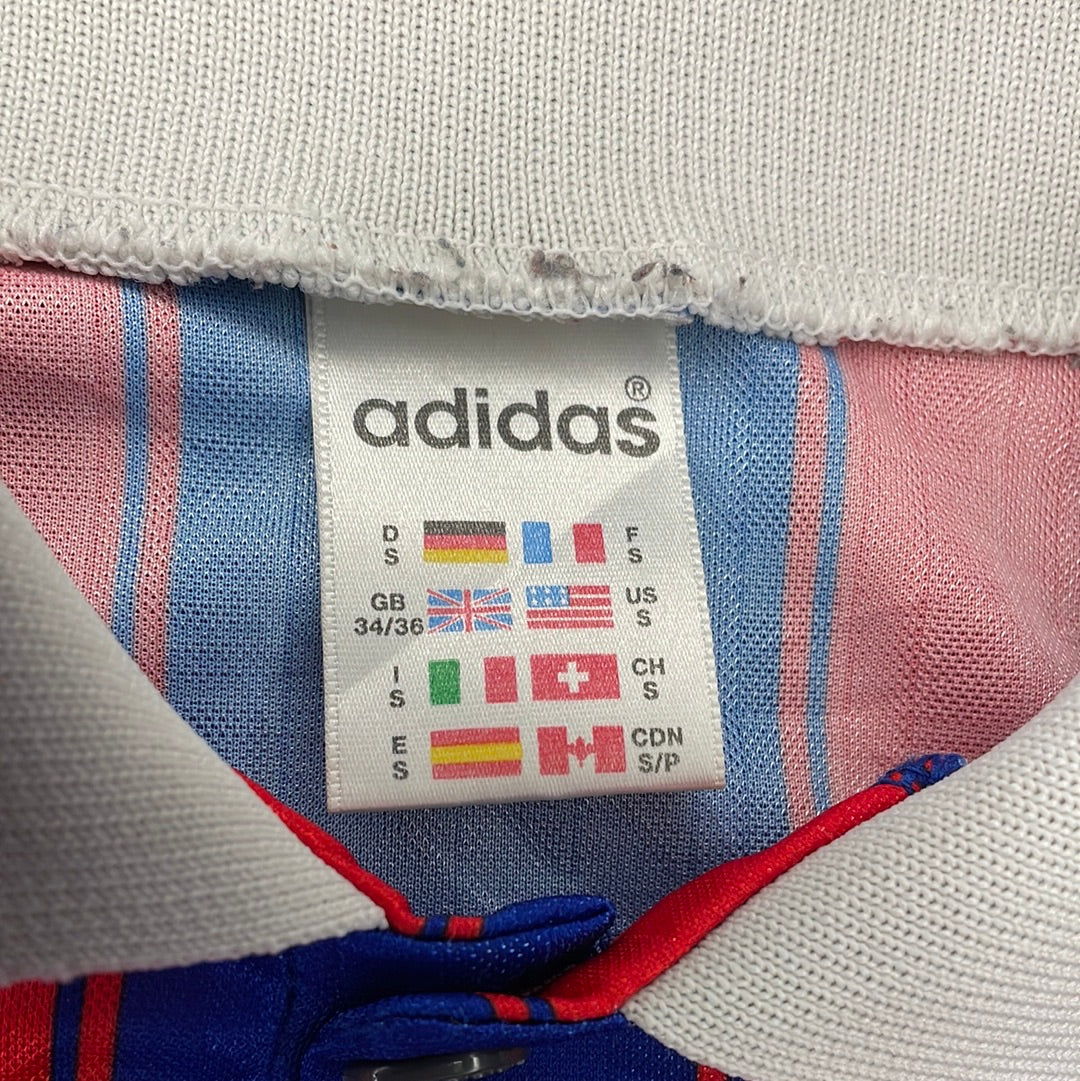 adidas®
D S F S
GB 34/36 US S
I S CH S
E S CDN S/P